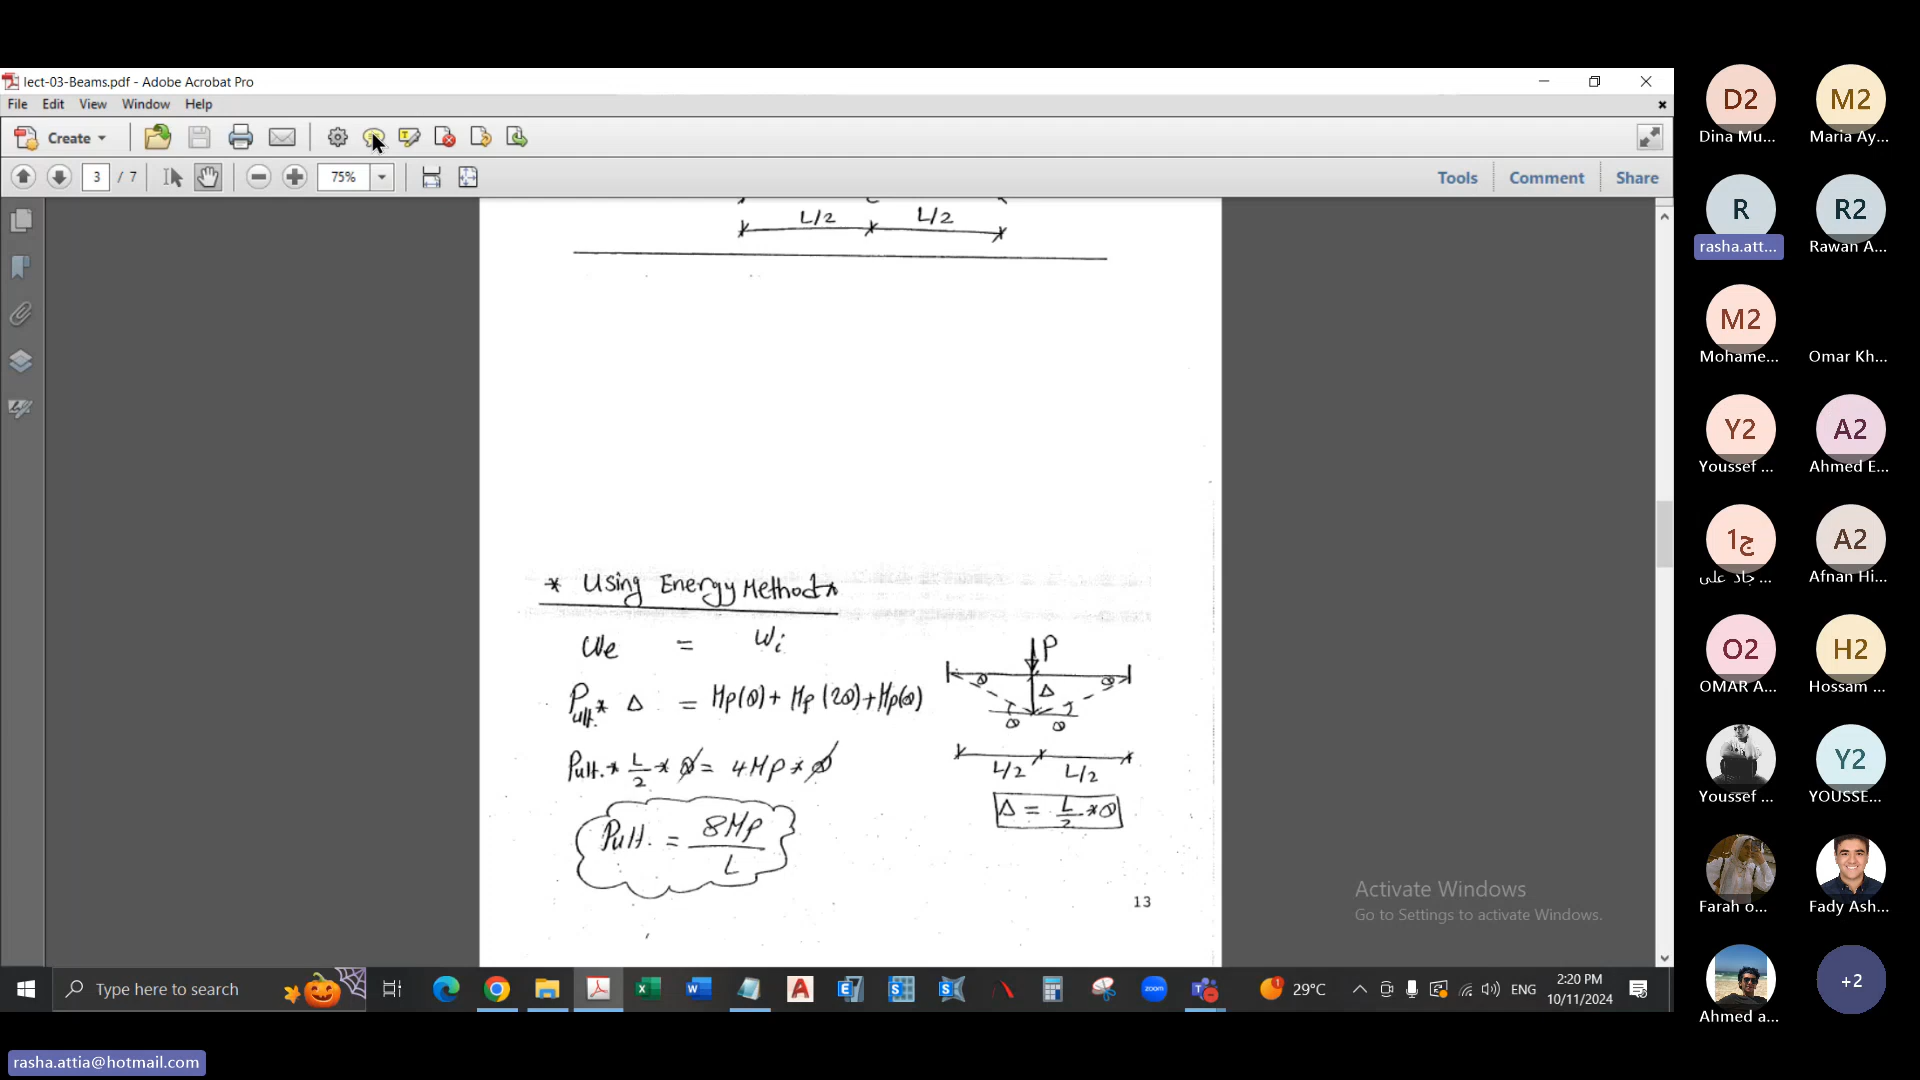 lect-03-Beams.pdf - Adobe Acrobat Pro
File Edit View Window Help
Create
3 / 7
75%
Tools Comment Share
L/2 L/2
* Using Energy Method *
We = Wi
Pult. * Δ = Mp(θ) + Mp(2θ) + Mp(θ)
Pult. * L/2 * θ = 4Mp * θ
Pult. = 8Mp/L
P
θ θ
Δ
θ θ
L/2 L/2
Δ = L/2 * θ
13
Activate Windows
Go to Settings to activate Windows.
Type here to search
zoom
29°C
ENG
2:20 PM
10/11/2024
D2
Dina Mu...
M2
Maria Ay...
R
rasha.att...
R2
Rawan A...
M2
Mohame...
Omar Kh...
Y2
Youssef ...
A2
Ahmed E...
ج1
جاد على ...
A2
Afnan Hi...
O2
OMAR A...
H2
Hossam ...
Youssef ...
Y2
YOUSSE...
Farah o...
Fady Ash...
Ahmed a...
+2
rasha.attia@hotmail.com